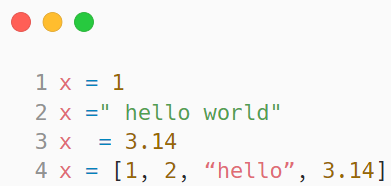 1 x = 1
2 x =" hello world"
3 x  = 3.14
4 x = [1, 2, “hello”, 3.14]